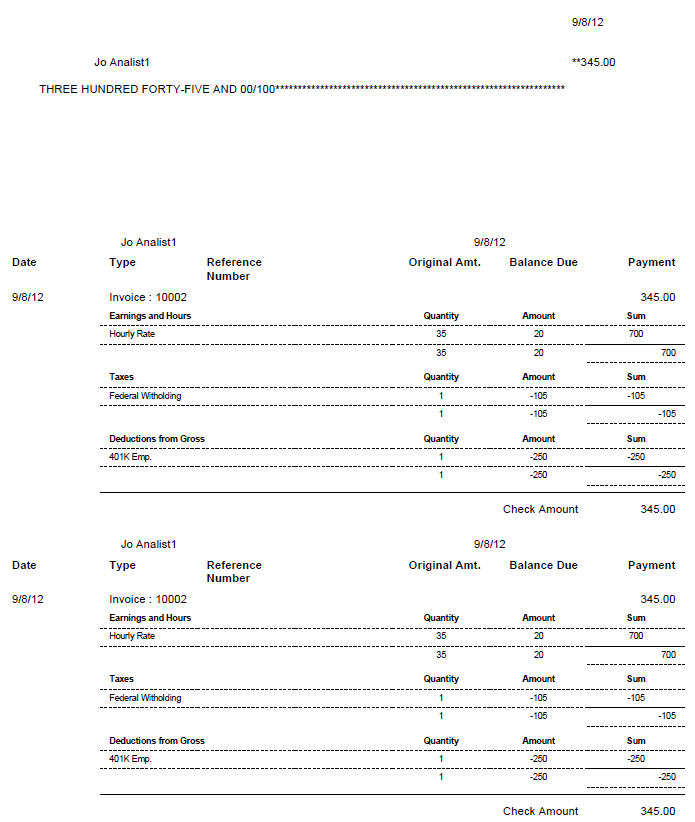 9/8/12
Jo Analist1 **345.00
THREE HUNDRED FORTY-FIVE AND 00/100*****************************************************************
Jo Analist1 9/8/12
Date Type Reference Number Original Amt. Balance Due Payment
9/8/12 Invoice : 10002 345.00
Earnings and Hours Quantity Amount Sum
Hourly Rate 35 20 700
35 20 700
Taxes Quantity Amount Sum
Federal Witholding 1 -105 -105
1 -105 -105
Deductions from Gross Quantity Amount Sum
401K Emp. 1 -250 -250
1 -250 -250
Check Amount 345.00
Jo Analist1 9/8/12
Date Type Reference Number Original Amt. Balance Due Payment
9/8/12 Invoice : 10002 345.00
Earnings and Hours Quantity Amount Sum
Hourly Rate 35 20 700
35 20 700
Taxes Quantity Amount Sum
Federal Witholding 1 -105 -105
1 -105 -105
Deductions from Gross Quantity Amount Sum
401K Emp. 1 -250 -250
1 -250 -250
Check Amount 345.00